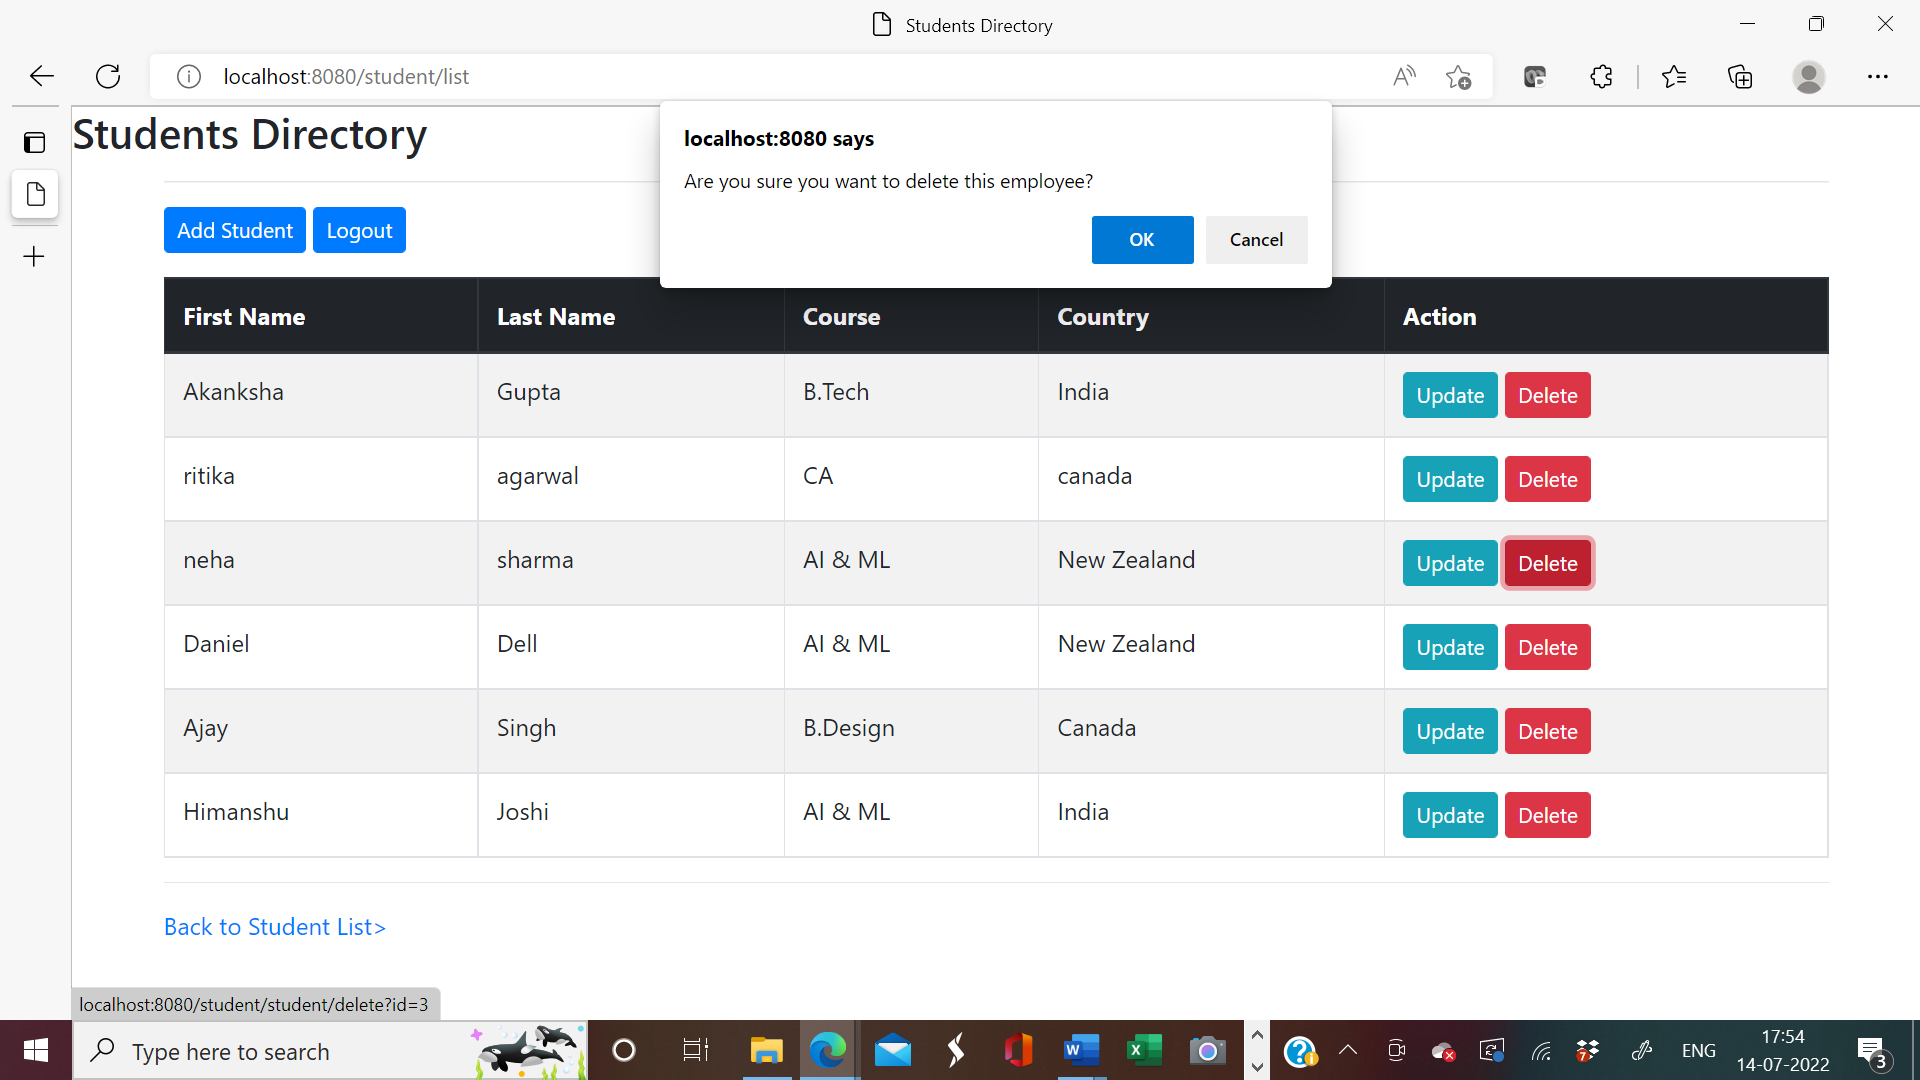 Students Directory
localhost:8080/student/list
Students Directory
localhost:8080 says
Are you sure you want to delete this employee?
OK Cancel
Add Student Logout
First Name Last Name Course Country Action
Akanksha Gupta B.Tech India Update Delete
ritika agarwal CA canada Update Delete
neha sharma AI & ML New Zealand Update Delete
Daniel Dell AI & ML New Zealand Update Delete
Ajay Singh B.Design Canada Update Delete
Himanshu Joshi AI & ML India Update Delete
Back to Student List>
localhost:8080/student/student/delete?id=3
Type here to search
ENG
17:54
14-07-2022
3